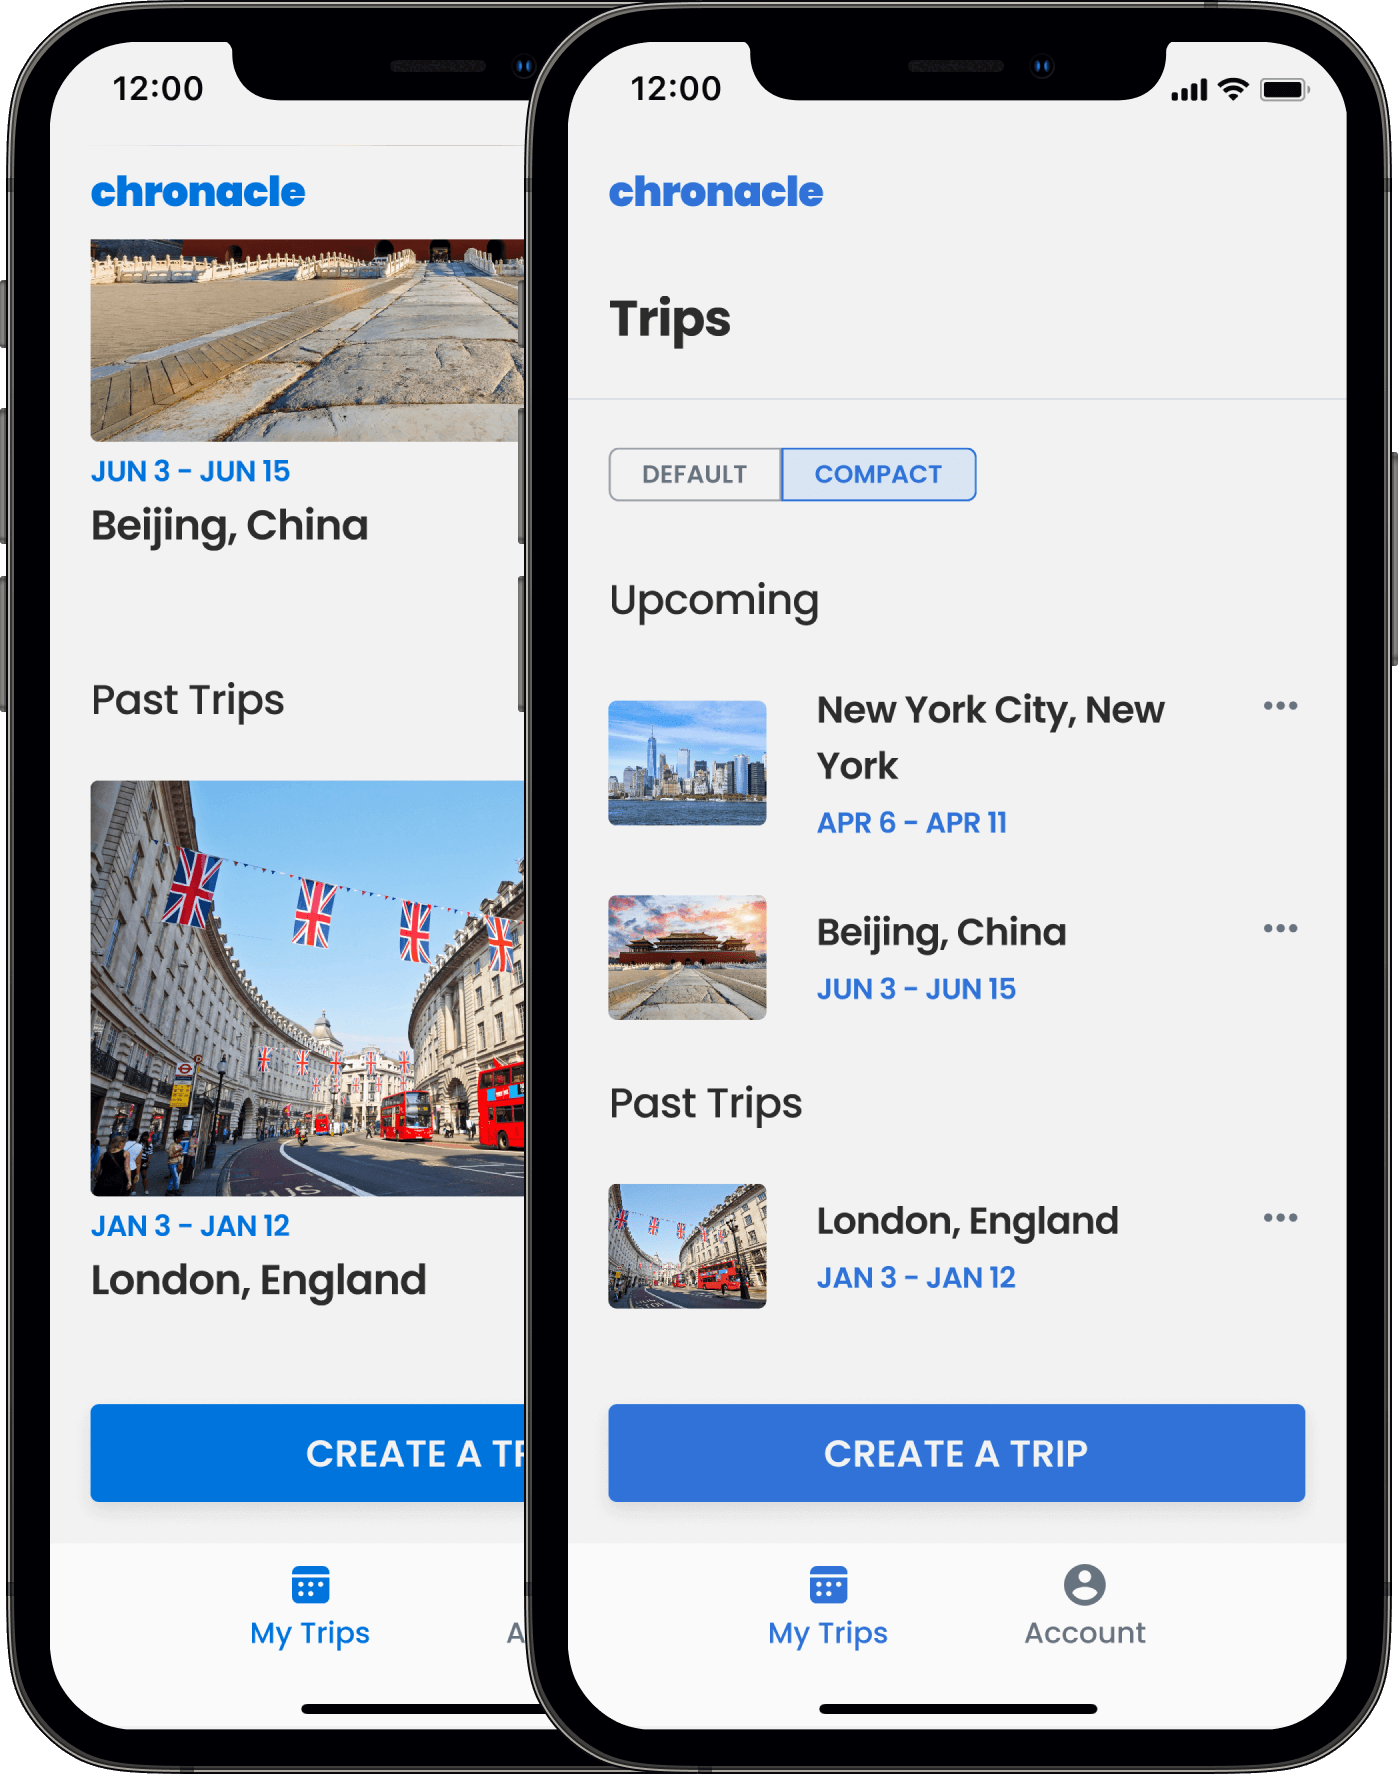 12:00
chronacle
JUN 3 - JUN 15
Beijing, China
Past Trips
JAN 3 - JAN 12
London, England
CREATE A TR
My Trips
A
12:00
chronacle
Trips
DEFAULT
COMPACT
Upcoming
New York City, New
York
APR 6 - APR 11
Beijing, China
JUN 3 - JUN 15
Past Trips
London, England
JAN 3 - JAN 12
CREATE A TRIP
My Trips
Account